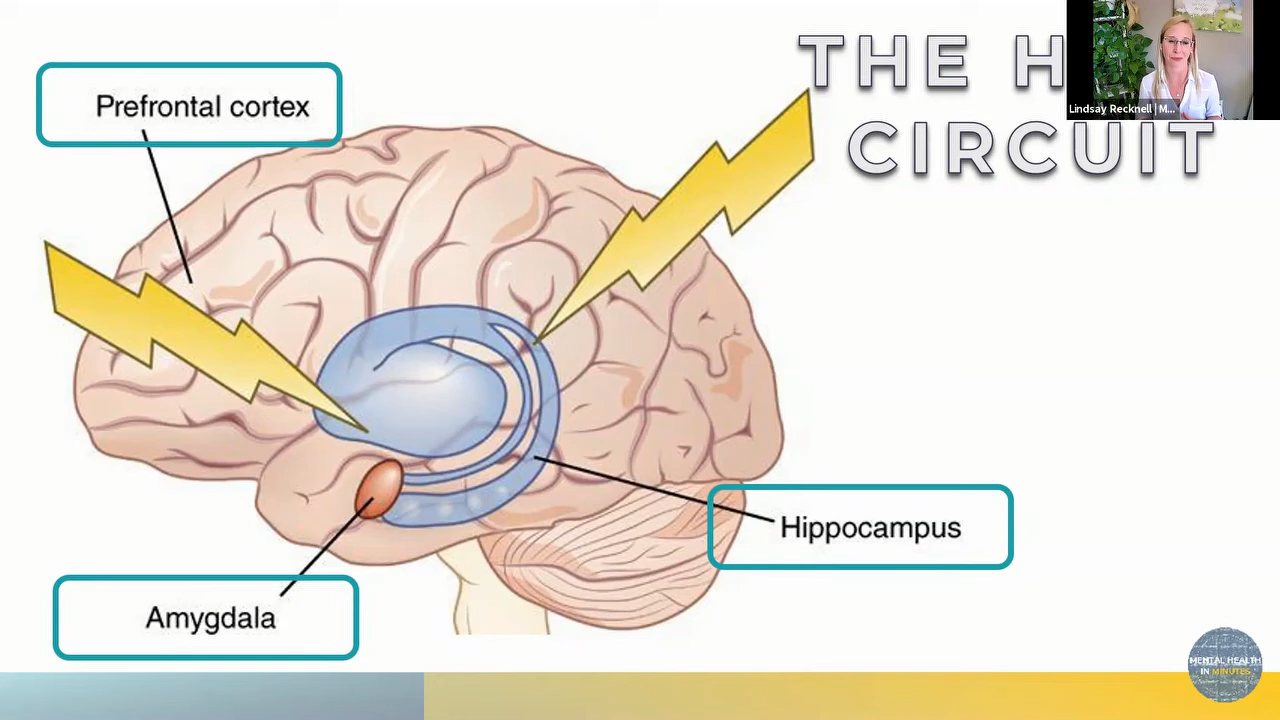 THE H
CIRCUIT
Lindsay Recknell | M...
Prefrontal cortex
Hippocampus
Amygdala
MENTAL HEALTH
IN MINUTES